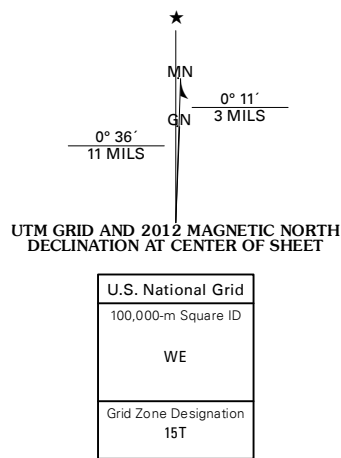 ★
MN
0° 11´
3 MILS
GN
0° 36´
11 MILS
UTM GRID AND 2012 MAGNETIC NORTH
DECLINATION AT CENTER OF SHEET
U.S. National Grid
100,000-m Square ID
WE
Grid Zone Designation
15T